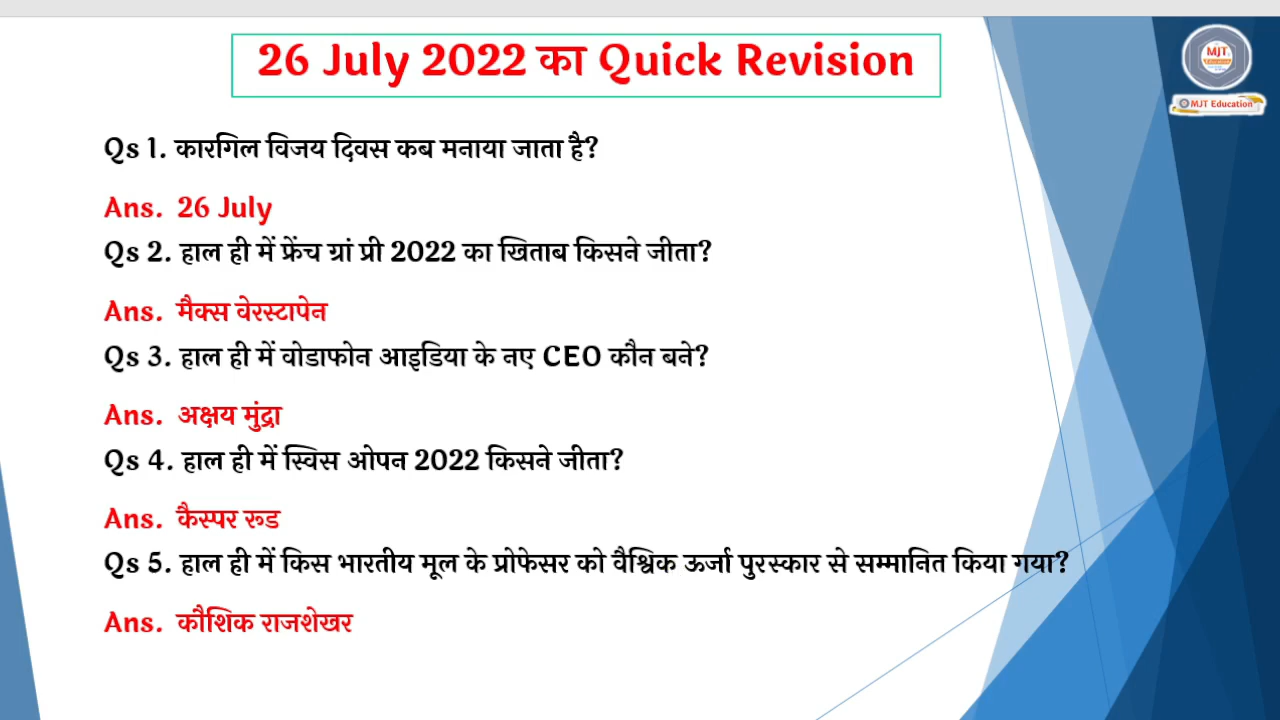 26 July 2022 का Quick Revision
MJT
Education
MJT Education
Qs 1. कारगिल विजय दिवस कब मनाया जाता है?
Ans. 26 July
Qs 2. हाल ही में फ्रेंच ग्रां प्री 2022 का खिताब किसने जीता?
Ans. मैक्स वेरस्टापेन
Qs 3. हाल ही में वोडाफोन आइडिया के नए CEO कौन बने?
Ans. अक्षय मुंद्रा
Qs 4. हाल ही में स्विस ओपन 2022 किसने जीता?
Ans. कैस्पर रूड
Qs 5. हाल ही में किस भारतीय मूल के प्रोफेसर को वैश्विक ऊर्जा पुरस्कार से सम्मानित किया गया?
Ans. कौशिक राजशेखर